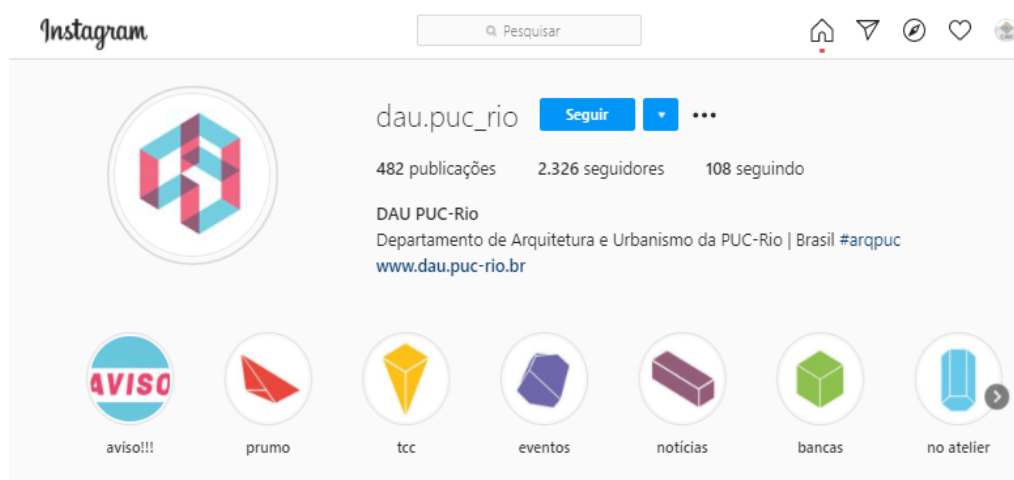 Instagram
Pesquisar
dau.puc_rio Seguir
482 publicações 2.326 seguidores 108 seguindo
DAU PUC-Rio
Departamento de Arquitetura e Urbanismo da PUC-Rio | Brasil #arqpuc
www.dau.puc-rio.br
AVISO
aviso!!! prumo tcc eventos notícias bancas no atelier